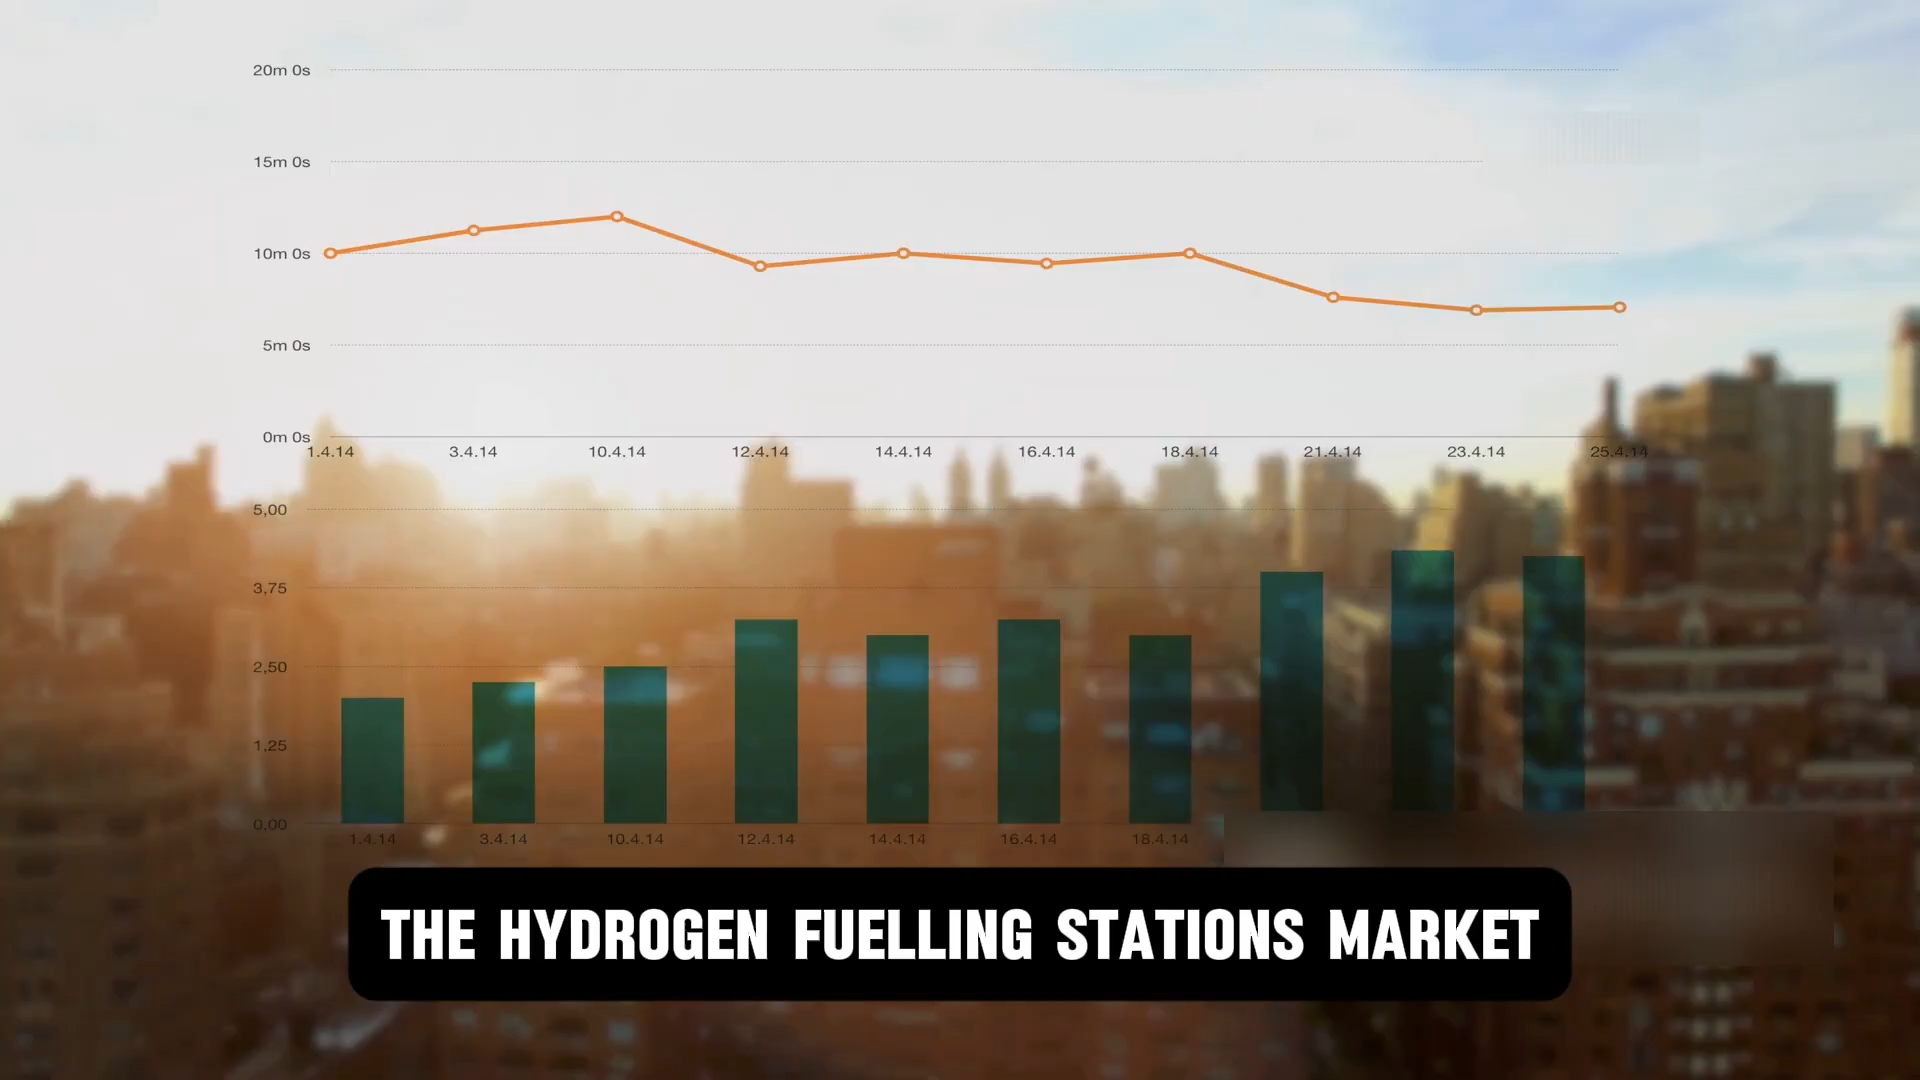 20m 0s
15m 0s
10m 0s
5m 0s
0m 0s
1.4.14 3.4.14 10.4.14 12.4.14 14.4.14 16.4.14 18.4.14 21.4.14 23.4.14 25.4.14
5,00
3,75
2,50
1,25
0,00
1.4.14 3.4.14 10.4.14 12.4.14 14.4.14 16.4.14 18.4.14
THE HYDROGEN FUELLING STATIONS MARKET